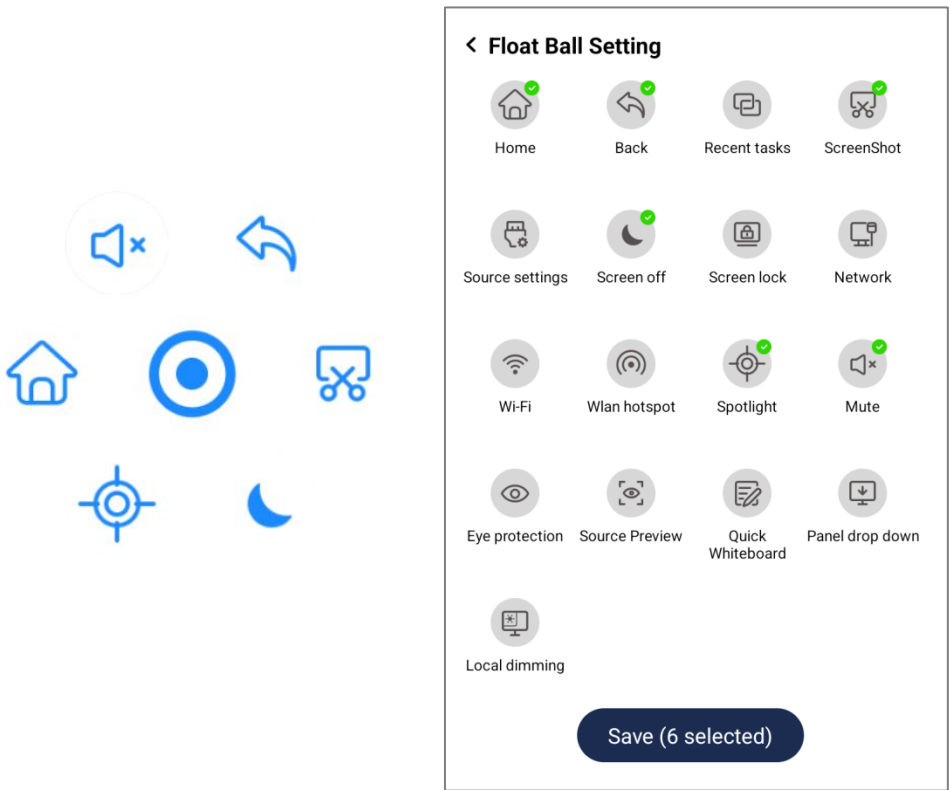 Float Ball Setting
Home
Back
Recent tasks
ScreenShot
Source settings
Screen off
Screen lock
Network
Wi-Fi
Wlan hotspot
Spotlight
Mute
Eye protection
Source Preview
Quick
Whiteboard
Panel drop down
Local dimming
Save (6 selected)